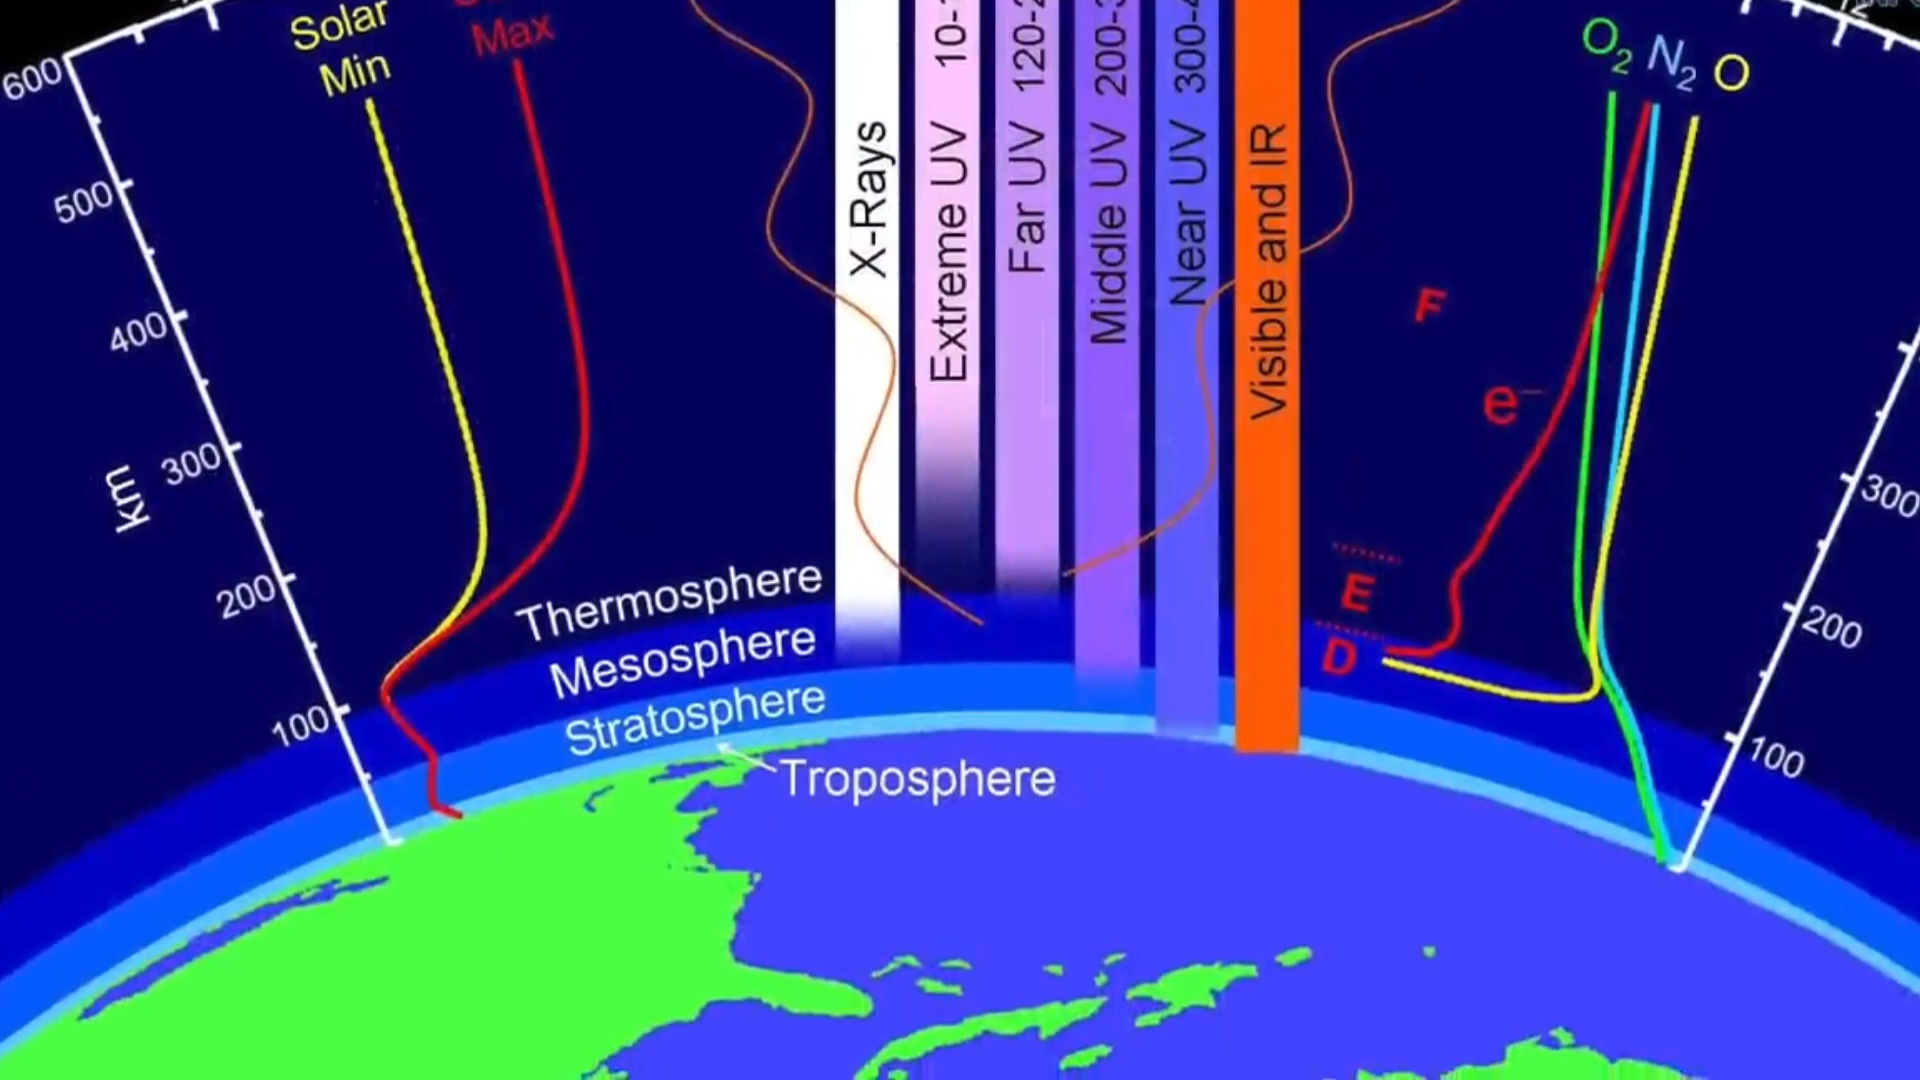 600
500
400
300
200
100
km
Solar
Min
Max
X-Rays
Extreme UV 10-1
Far UV 120-2
Middle UV 200-3
Near UV 300-4
Visible and IR
O₂
N₂
O
F
e⁻
E
D
300
200
100
Thermosphere
Mesosphere
Stratosphere
Troposphere